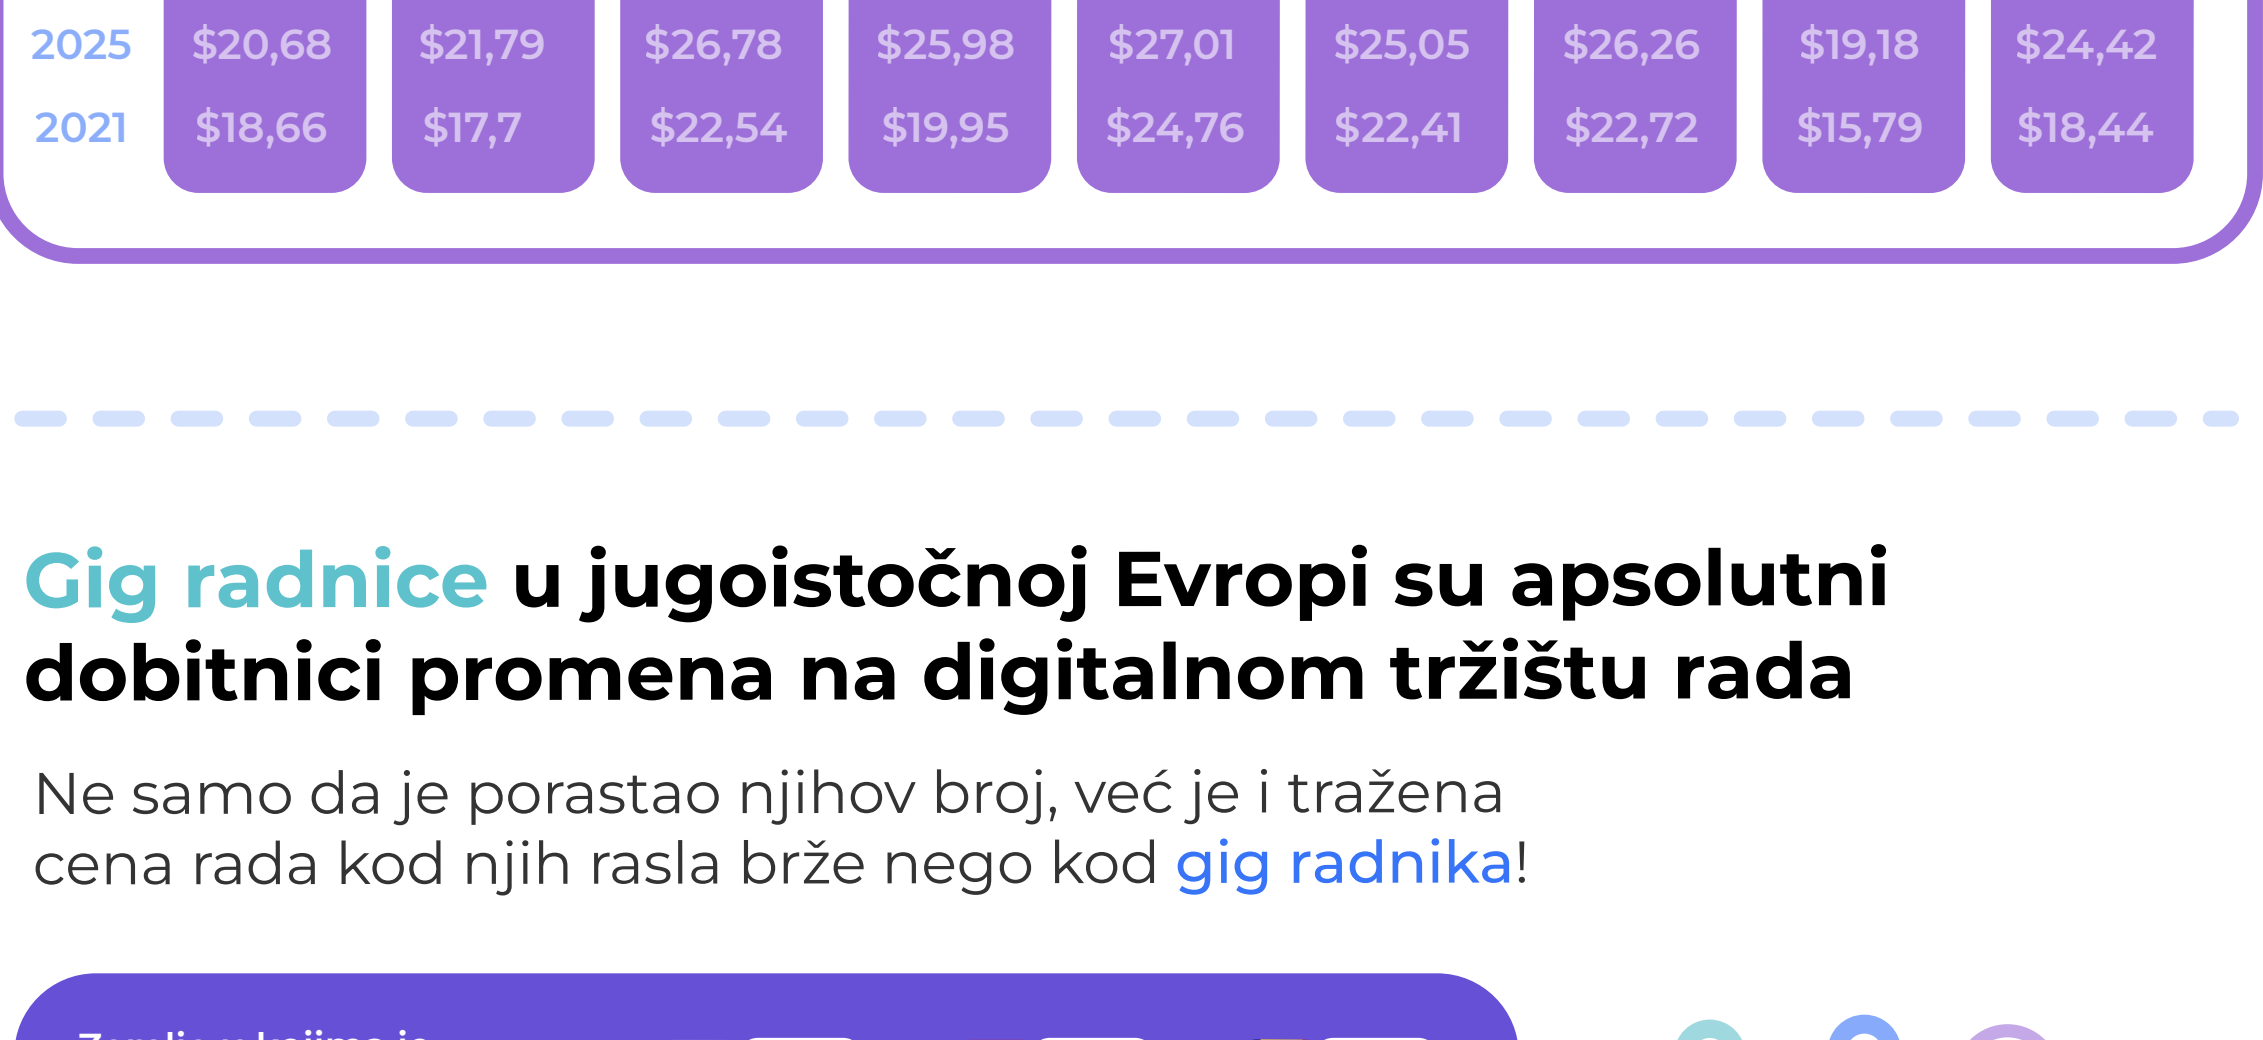 2025 $20,68 $21,79 $26,78 $25,98 $27,01 $25,05 $26,26 $19,18 $24,42
2021 $18,66 $17,7 $22,54 $19,95 $24,76 $22,41 $22,72 $15,79 $18,44
Gig radnice u jugoistočnoj Evropi su apsolutni
dobitnici promena na digitalnom tržištu rada
Ne samo da je porastao njihov broj, već je i tražena
cena rada kod njih rasla brže nego kod gig radnika!